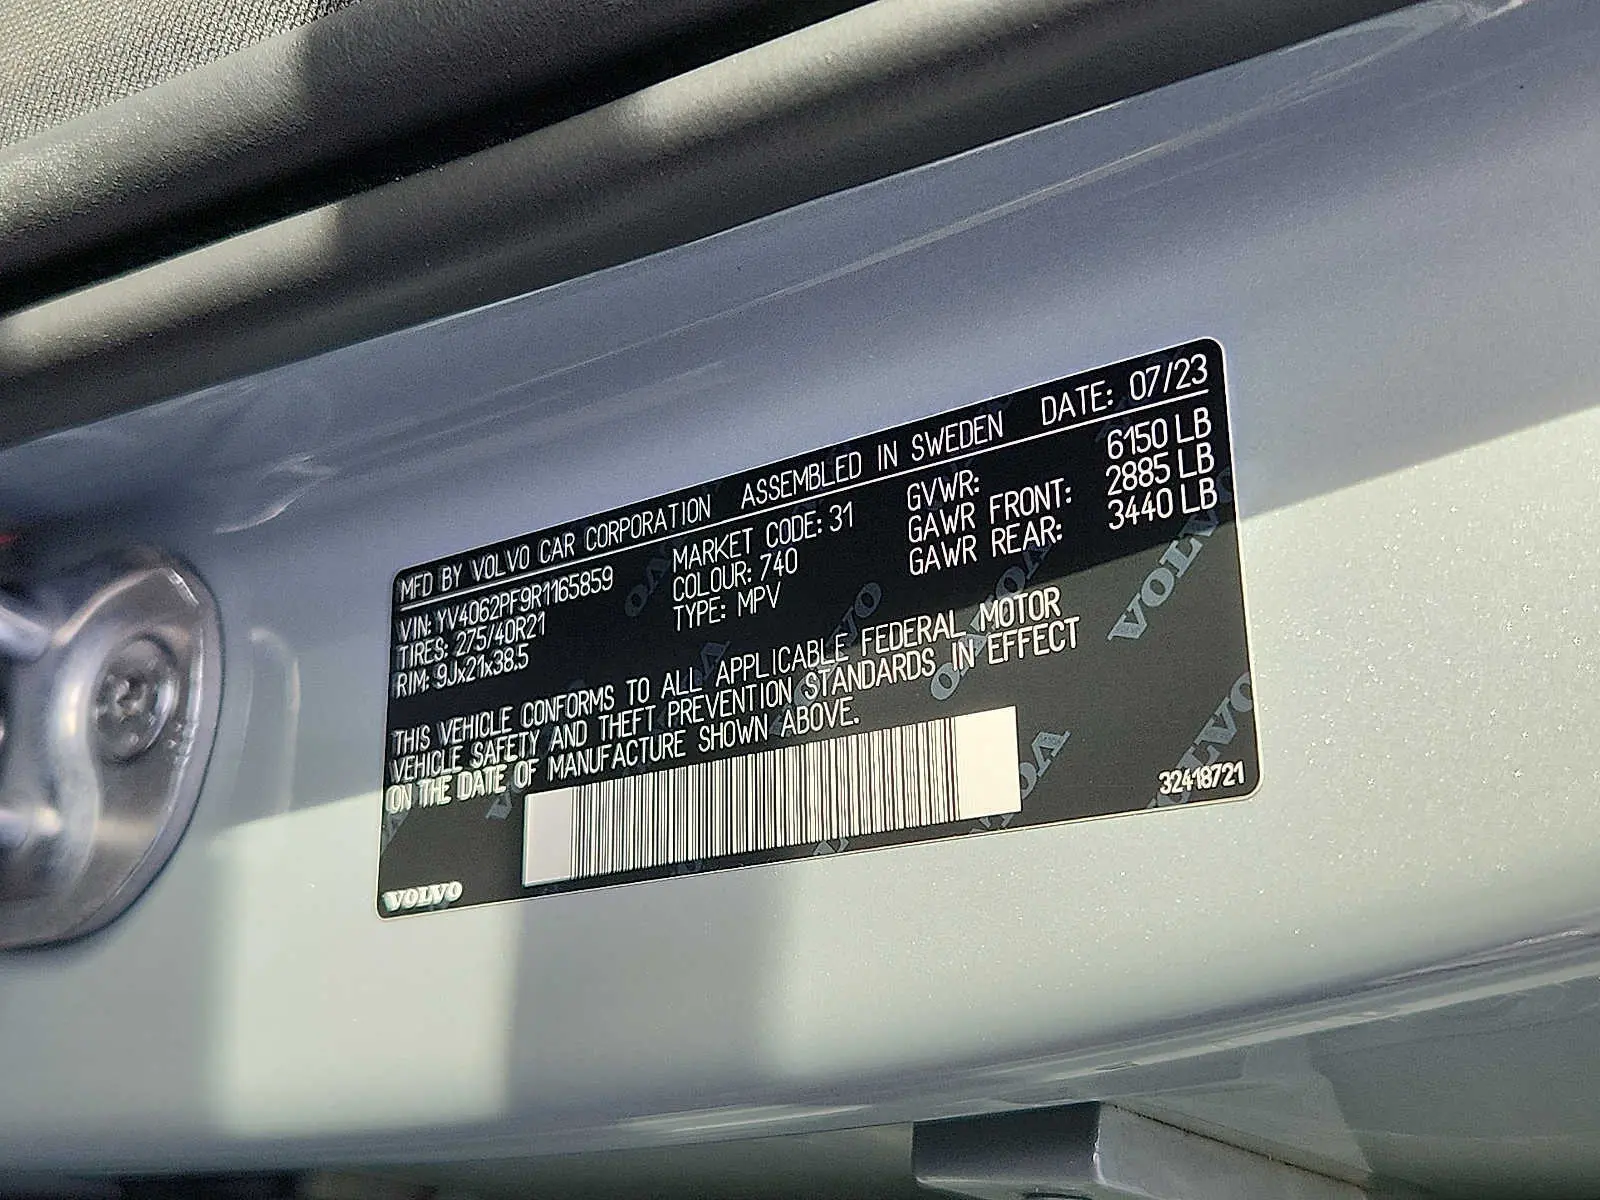 MFD BY VOLVO CAR CORPORATION ASSEMBLED IN SWEDEN DATE: 07/23
VIN: YV4062PF9R1165859 MARKET CODE: 31 GVWR: 6150 LB
TIRES: 275/40R21 COLOUR: 740 GAWR FRONT: 2885 LB
RIM: 9Jx21x38.5 TYPE: MPV GAWR REAR: 3440 LB
THIS VEHICLE CONFORMS TO ALL APPLICABLE FEDERAL MOTOR
VEHICLE SAFETY AND THEFT PREVENTION STANDARDS IN EFFECT
ON THE DATE OF MANUFACTURE SHOWN ABOVE.
32418721
VOLVO